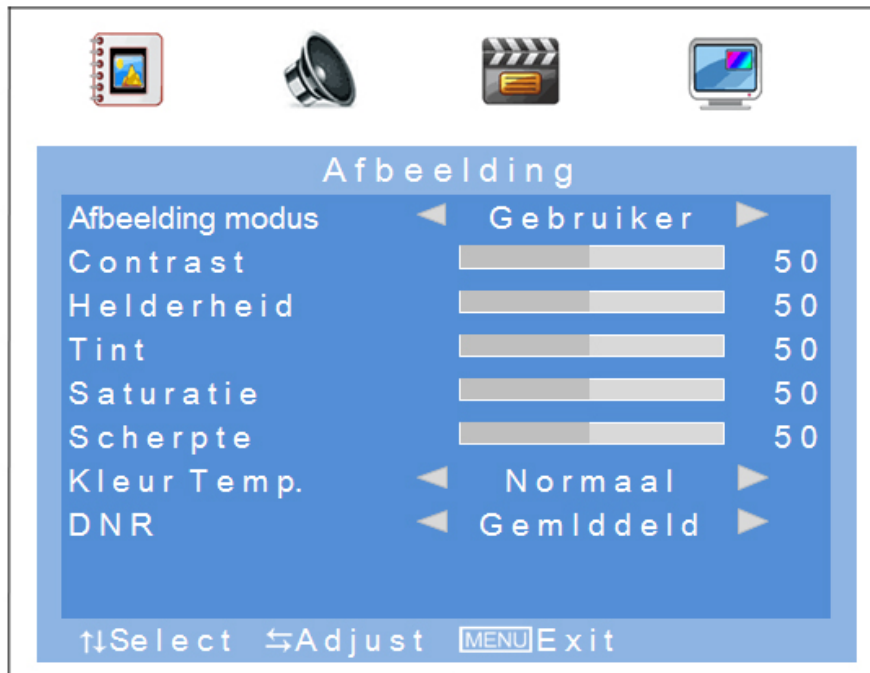 Afbeelding
Afbeelding modus Gebruiker
Contrast 50
Helderheid 50
Tint 50
Saturatie 50
Scherpte 50
Kleur Temp. Normaal
DNR Gemlddeld
↑↓Select ⇆Adjust MENU Exit